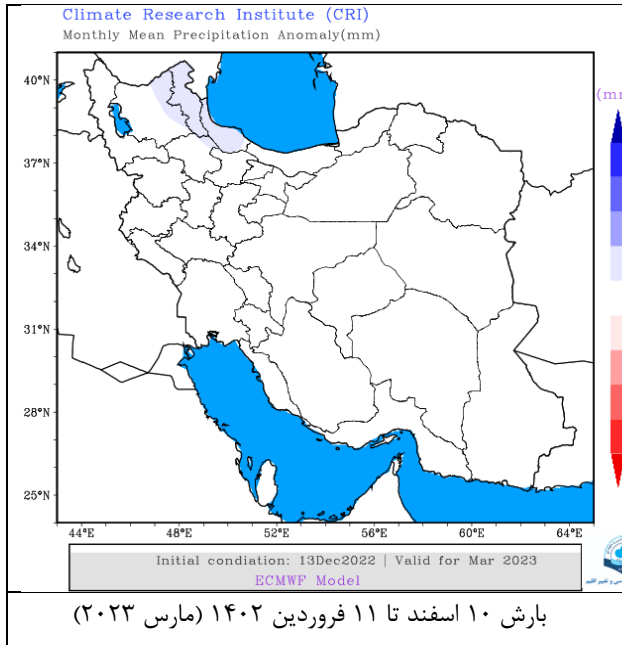 Climate Research Institute (CRI)
Monthly Mean Precipitation Anomaly(mm)
40°N
37°N
34°N
31°N
28°N
25°N
44°E 48°E 52°E 56°E 60°E 64°E
(mm
Initial condiation: 13Dec2022 | Valid for Mar 2023
ECMWF Model
بارش ۱۰ اسفند تا ۱۱ فروردین ۱۴۰۲ (مارس ۲۰۲۳)